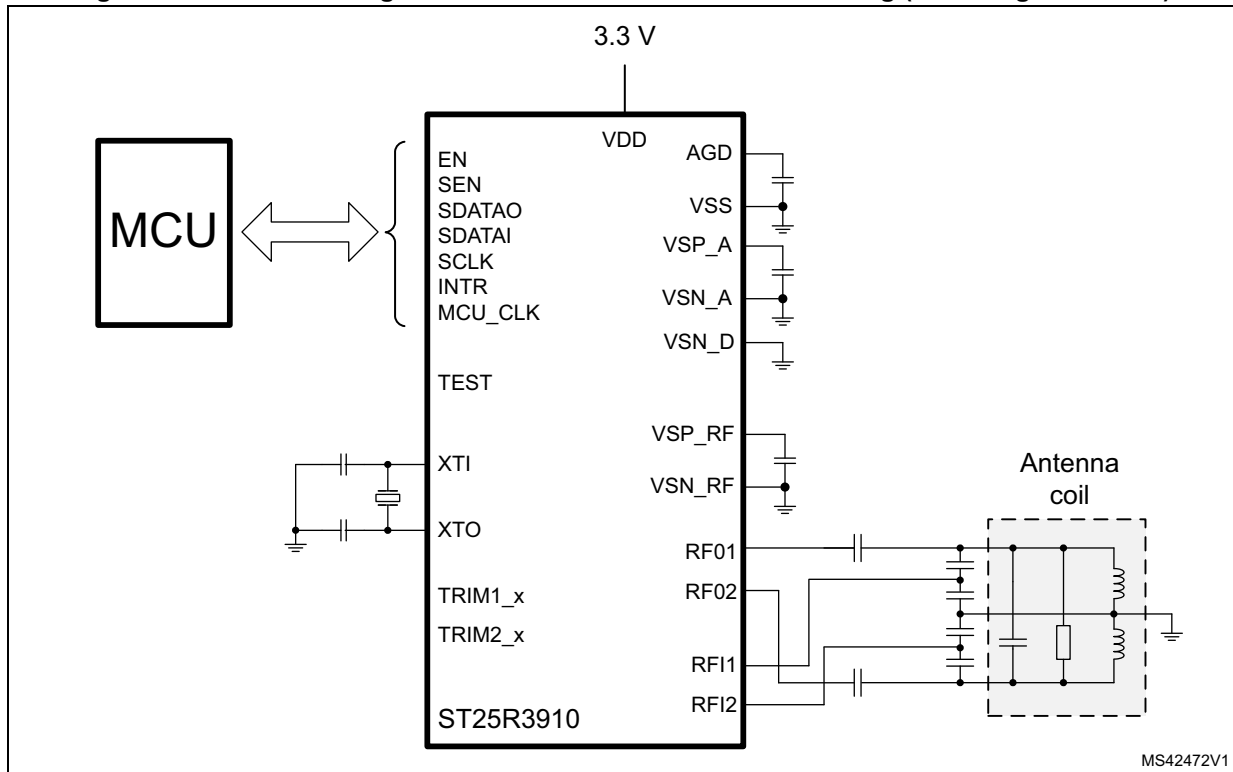 3.3 V
MCU
EN
SEN
SDATAO
SDATAI
SCLK
INTR
MCU_CLK
TEST
XTI
XTO
TRIM1_x
TRIM2_x
ST25R3910
VDD
AGD
VSS
VSP_A
VSN_A
VSN_D
VSP_RF
VSN_RF
RF01
RF02
RFI1
RFI2
Antenna
coil
MS42472V1